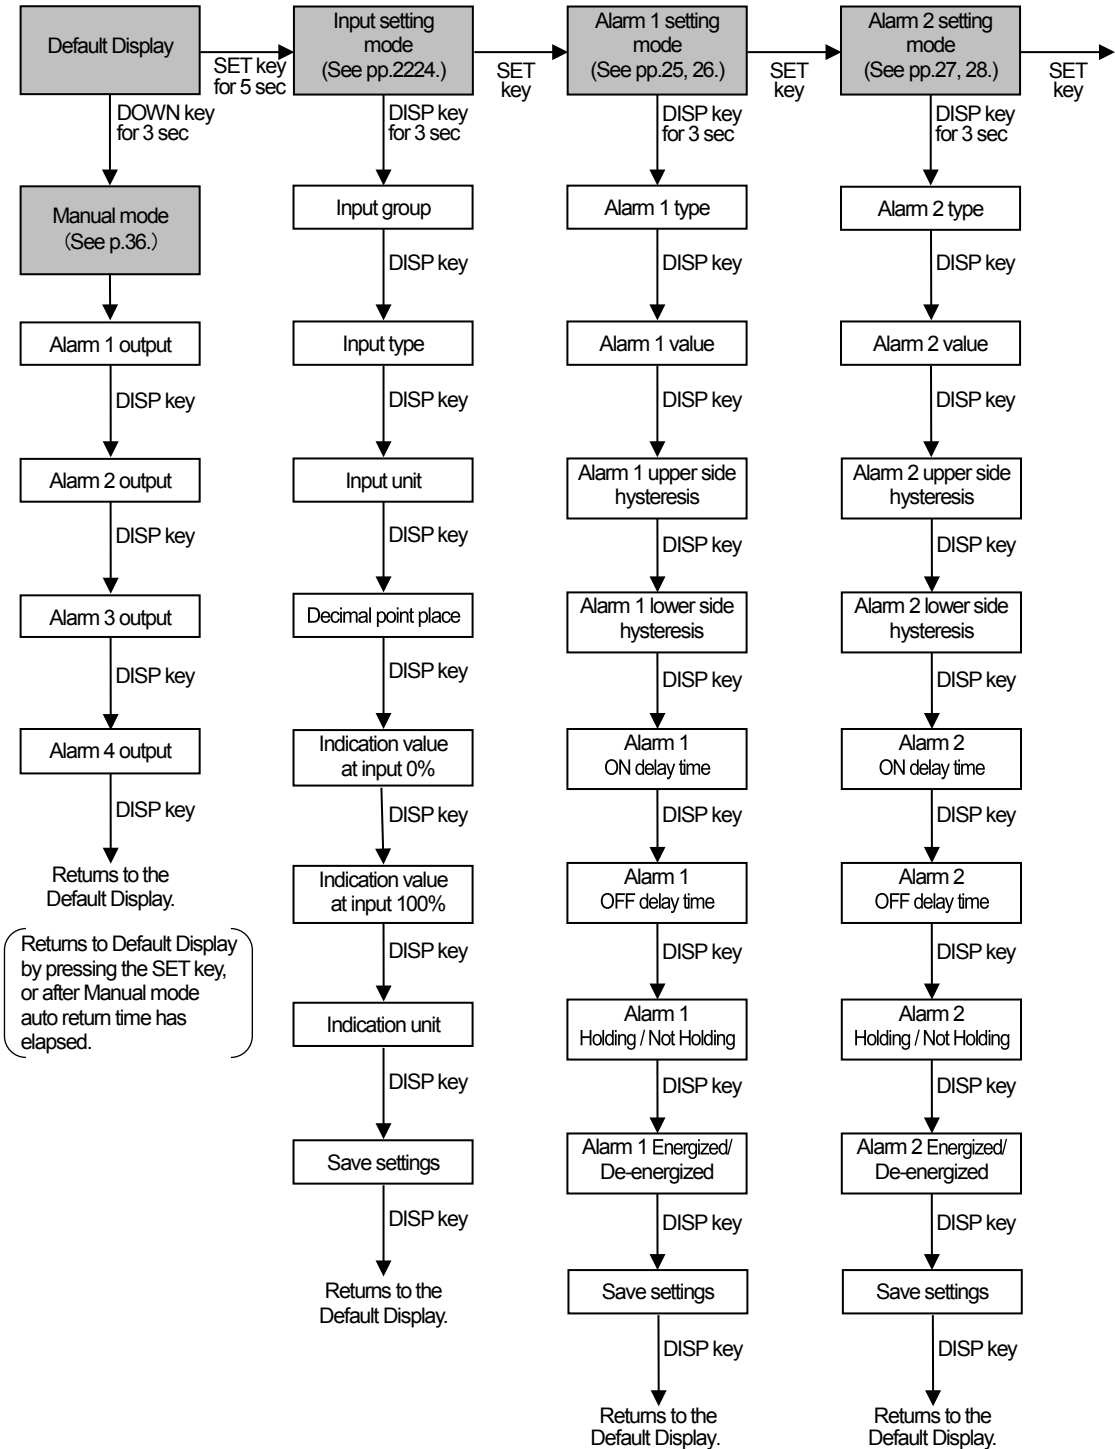 Default Display
SET key
for 5 sec
DOWN key
for 3 sec
Manual mode
(See p.36.)
Alarm 1 output
DISP key
Alarm 2 output
DISP key
Alarm 3 output
DISP key
Alarm 4 output
DISP key
Returns to the
Default Display.
Returns to Default Display
by pressing the SET key,
or after Manual mode
auto return time has
elapsed.
Input setting
mode
(See pp.2224.)
SET
key
DISP key
for 3 sec
Input group
DISP key
Input type
DISP key
Input unit
DISP key
Decimal point place
DISP key
Indication value
at input 0%
DISP key
Indication value
at input 100%
DISP key
Indication unit
DISP key
Save settings
DISP key
Returns to the
Default Display.
Alarm 1 setting
mode
(See pp.25, 26.)
SET
key
DISP key
for 3 sec
Alarm 1 type
DISP key
Alarm 1 value
DISP key
Alarm 1 upper side
hysteresis
DISP key
Alarm 1 lower side
hysteresis
DISP key
Alarm 1
ON delay time
DISP key
Alarm 1
OFF delay time
DISP key
Alarm 1
Holding / Not Holding
DISP key
Alarm 1 Energized/
De-energized
DISP key
Save settings
DISP key
Returns to the
Default Display.
Alarm 2 setting
mode
(See pp.27, 28.)
SET
key
DISP key
for 3 sec
Alarm 2 type
DISP key
Alarm 2 value
DISP key
Alarm 2 upper side
hysteresis
DISP key
Alarm 2 lower side
hysteresis
DISP key
Alarm 2
ON delay time
DISP key
Alarm 2
OFF delay time
DISP key
Alarm 2
Holding / Not Holding
DISP key
Alarm 2 Energized/
De-energized
DISP key
Save settings
DISP key
Returns to the
Default Display.